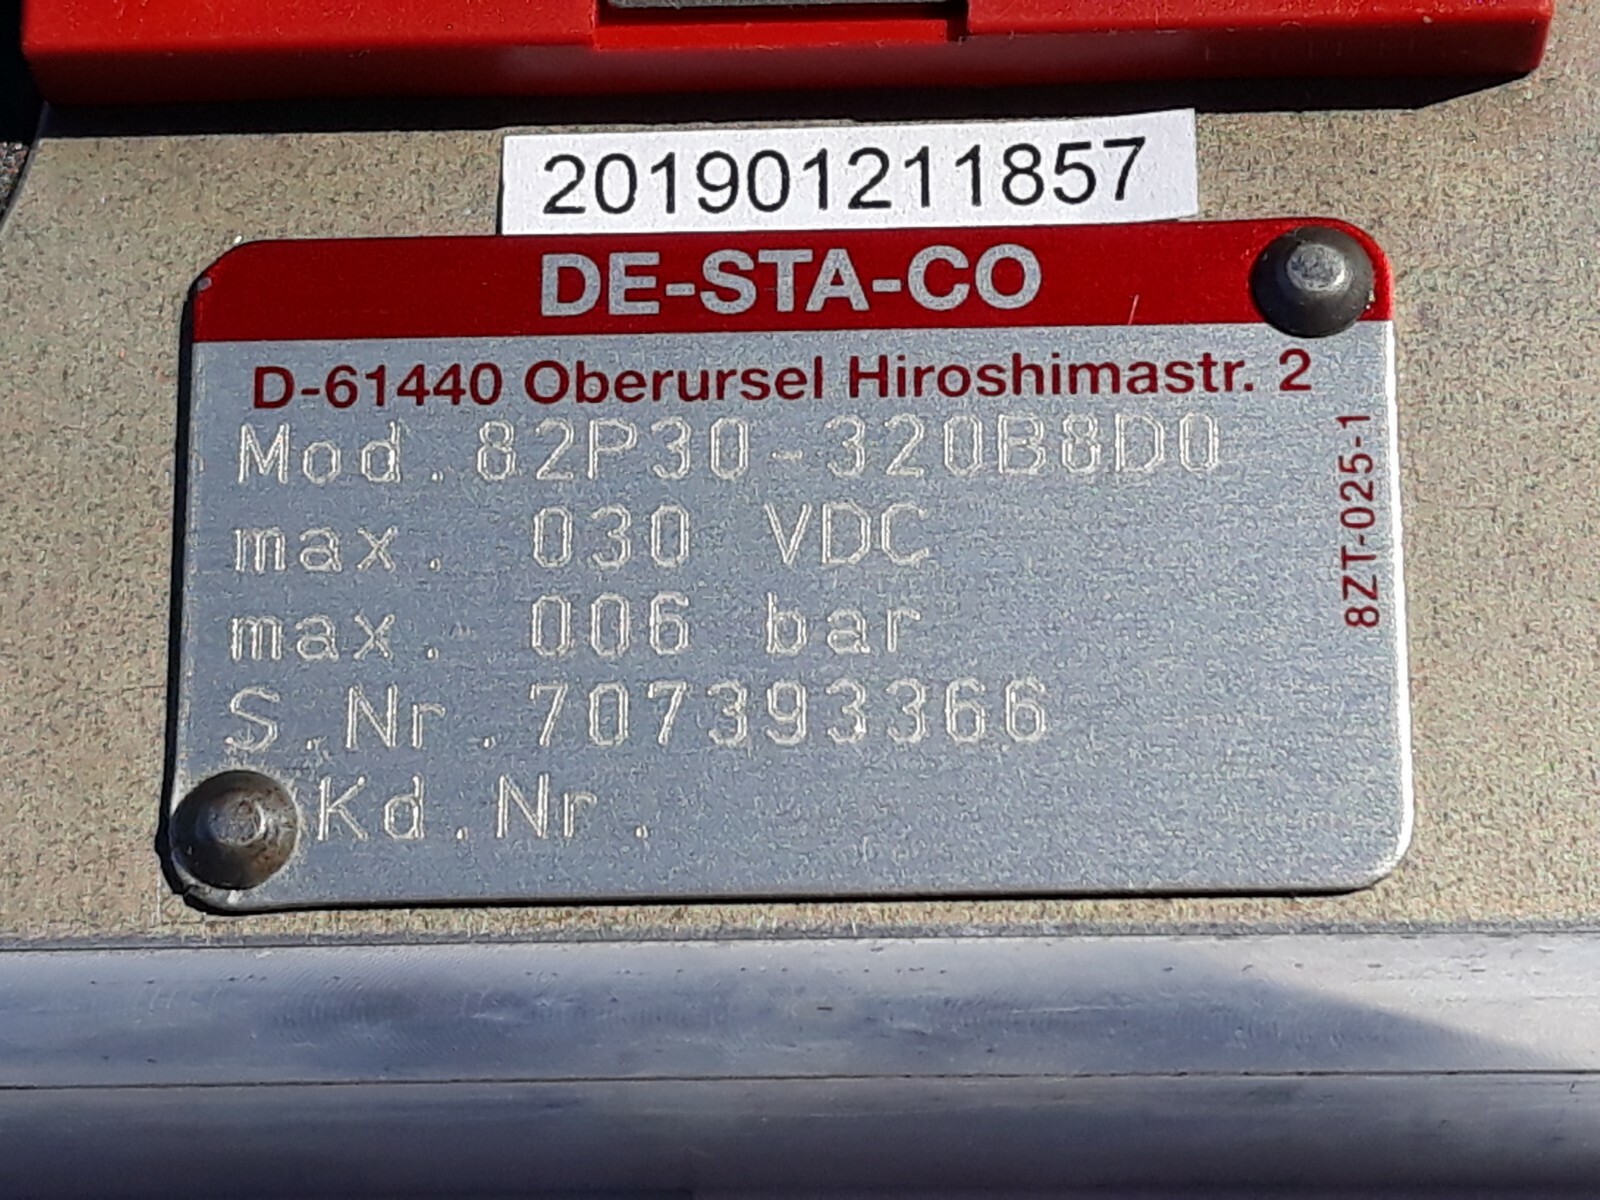 201901211857
DE-STA-CO
D-61440 Oberursel Hiroshimastr. 2
Mod. 82P30-320B8D0
max. 030 VDC
max. 006 bar
S.Nr. 707393366
Kd.Nr.
8ZT-025-1